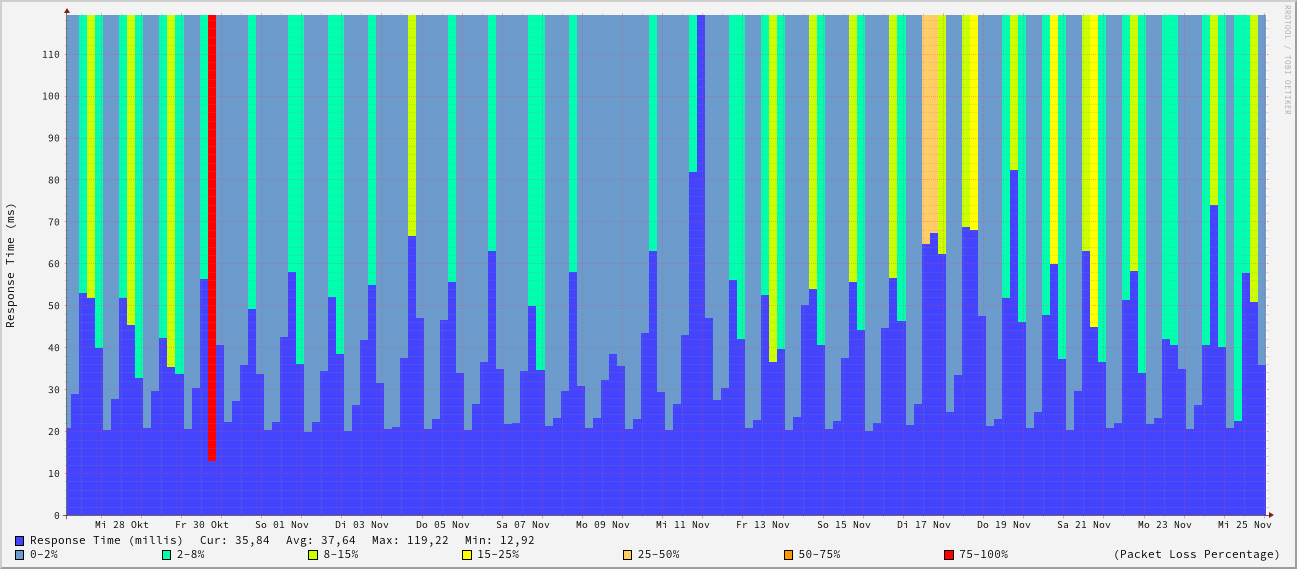 RRDTOOL / TOBI OETIKER
Response Time (ms)
110
100
90
80
70
60
50
40
30
20
10
0
Mi 28 Okt Fr 30 Okt So 01 Nov Di 03 Nov Do 05 Nov Sa 07 Nov Mo 09 Nov Mi 11 Nov Fr 13 Nov So 15 Nov Di 17 Nov Do 19 Nov Sa 21 Nov Mo 23 Nov Mi 25 Nov
Response Time (millis) Cur: 35,84 Avg: 37,64 Max: 119,22 Min: 12,92
0-2% 2-8% 8-15% 15-25% 25-50% 50-75% 75-100% (Packet Loss Percentage)